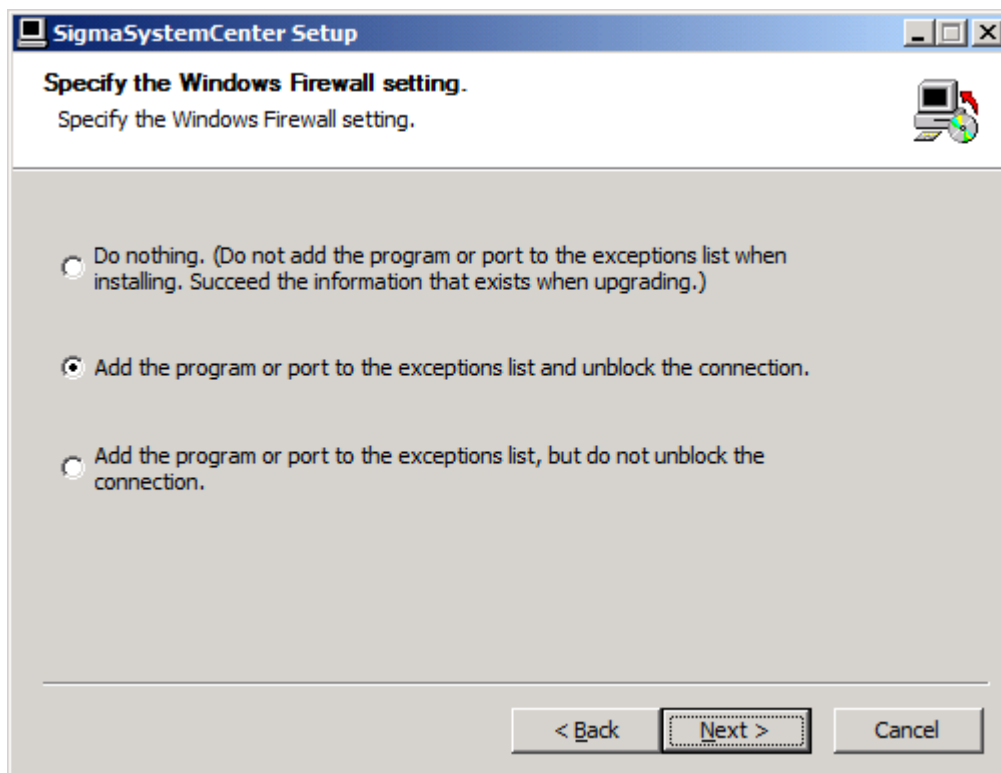 SigmaSystemCenter Setup
Specify the Windows Firewall setting.
Specify the Windows Firewall setting.
Do nothing. (Do not add the program or port to the exceptions list when
installing. Succeed the information that exists when upgrading.)
Add the program or port to the exceptions list and unblock the connection.
Add the program or port to the exceptions list, but do not unblock the
connection.
< Back
Next >
Cancel